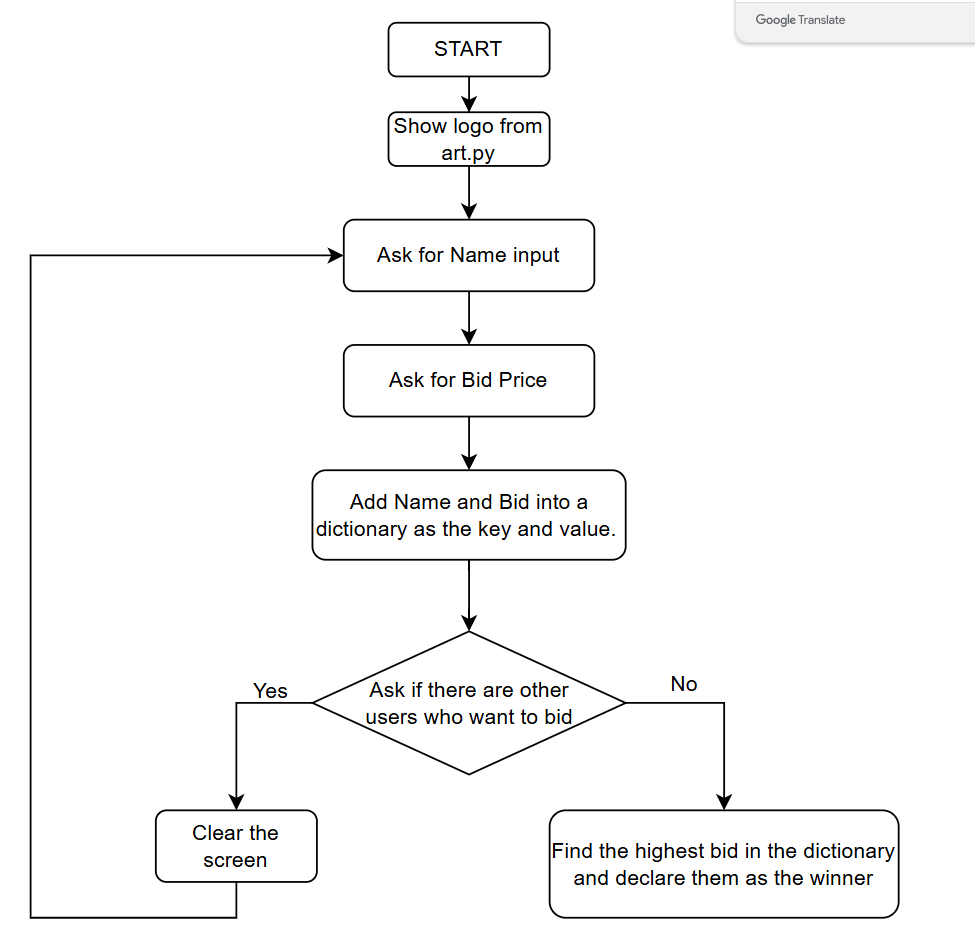 Google Translate
START
Show logo from
art.py
Ask for Name input
Ask for Bid Price
Add Name and Bid into a
dictionary as the key and value.
Ask if there are other
users who want to bid
Yes
No
Clear the
screen
Find the highest bid in the dictionary
and declare them as the winner